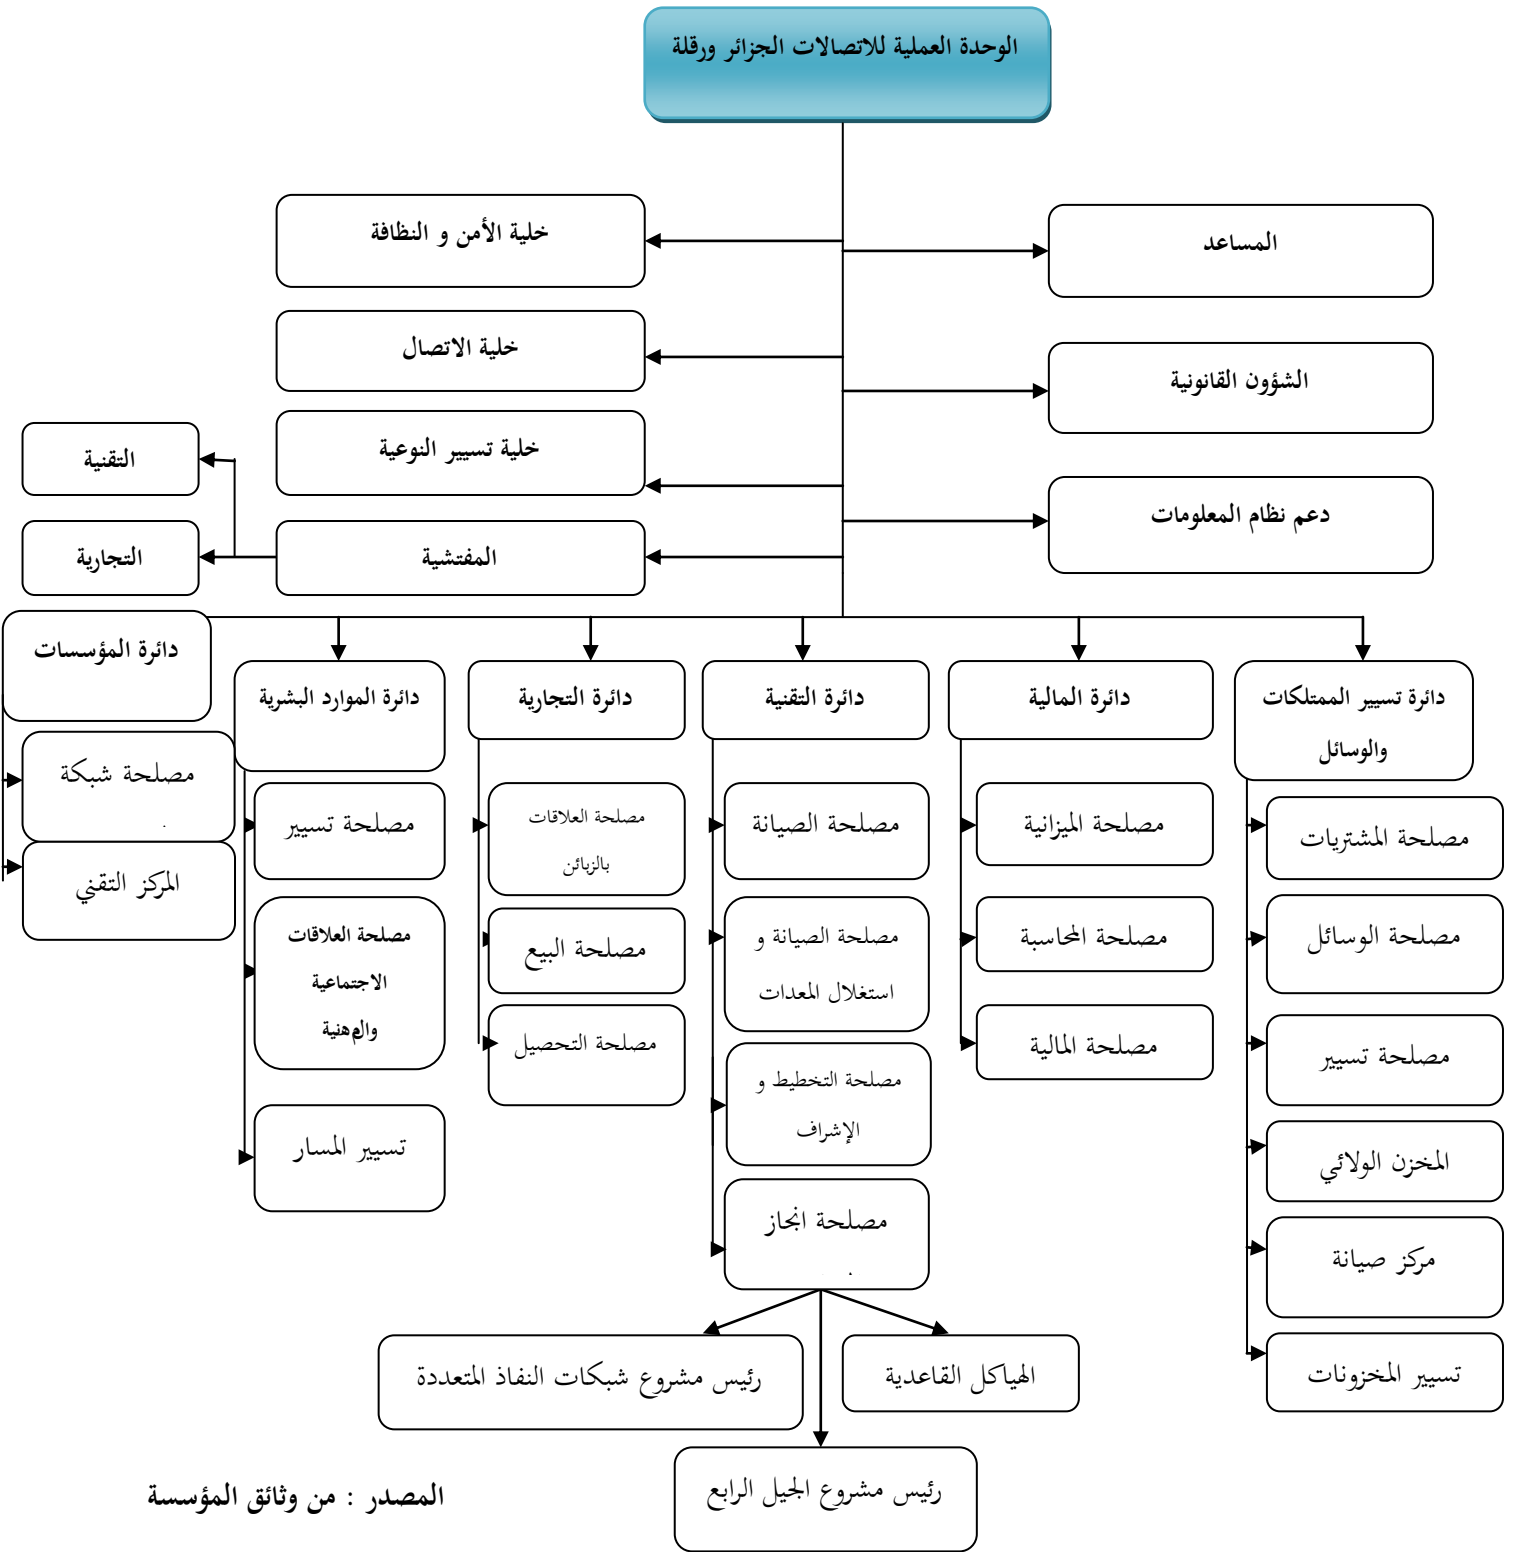 الوحدة العملية للاتصالات الجزائر ورقلة
المساعد
خلية الأمن و النظافة
الشؤون القانونية
خلية الاتصال
دعم نظام المعلومات
خلية تسيير النوعية
المفتشية
التقنية
التجارية
دائرة تسيير الممتلكات
والوسائل
مصلحة المشتريات
مصلحة الوسائل
مصلحة تسيير
المخزن الولائي
مركز صيانة
تسيير المخزونات
دائرة المالية
مصلحة الميزانية
مصلحة المحاسبة
مصلحة المالية
دائرة التقنية
مصلحة الصيانة
مصلحة الصيانة و
استغلال المعدات
مصلحة التخطيط و
الإشراف
مصلحة انجاز
الهياكل القاعدية
رئيس مشروع شبكات النفاذ المتعددة
رئيس مشروع الجيل الرابع
دائرة التجارية
مصلحة العلاقات
بالزبائن
مصلحة البيع
مصلحة التحصيل
دائرة الموارد البشرية
مصلحة تسيير
مصلحة العلاقات
الاجتماعية
والمهنية
تسيير المسار
دائرة المؤسسات
مصلحة شبكة
المركز التقني
المصدر : من وثائق المؤسسة